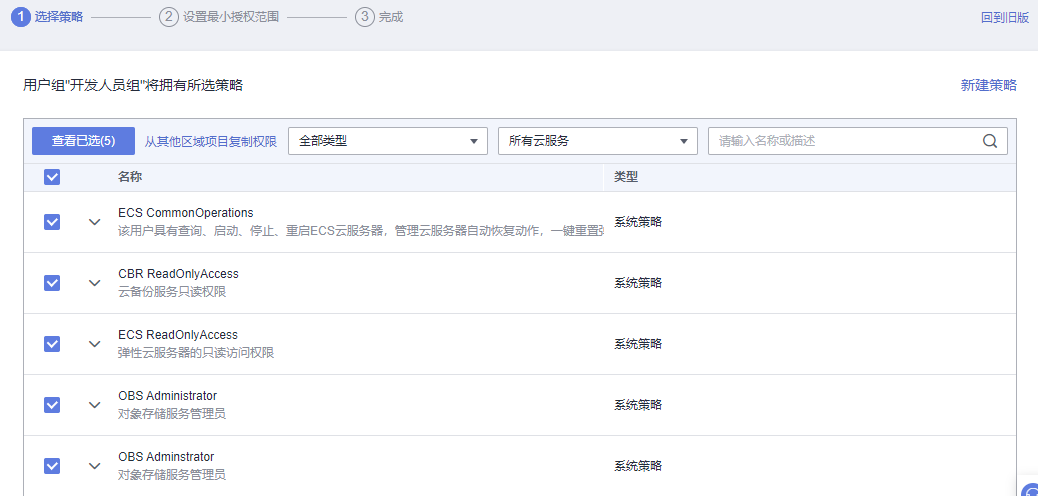 1 选择策略 2 设置最小授权范围 3 完成 回到旧版
用户组"开发人员组"将拥有所选策略 新建策略
查看已选(5) 从其他区域项目复制权限 全部类型 所有云服务 请输入名称或描述
名称 类型
ECS CommonOperations
该用户具有查询、启动、停止、重启ECS云服务器，管理云服务器自动恢复动作，一键重置 系统策略
CBR ReadOnlyAccess
云备份服务只读权限 系统策略
ECS ReadOnlyAccess
弹性云服务器的只读访问权限 系统策略
OBS Administrator
对象存储服务管理员 系统策略
OBS Adminstrator
对象存储服务管理员 系统策略